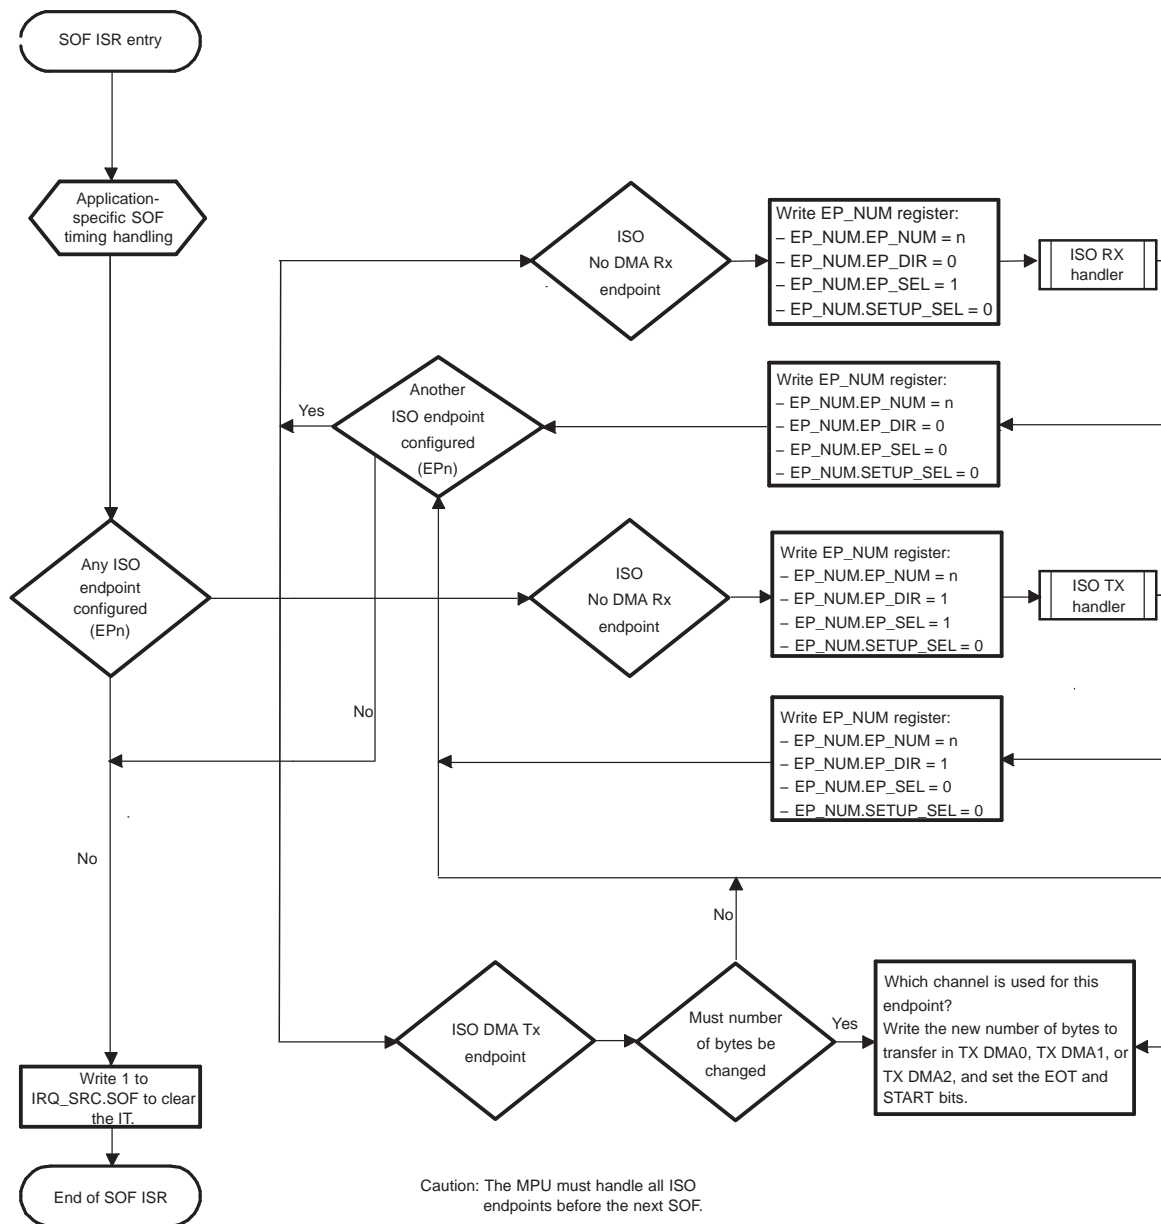 SOF ISR entry
Application-
specific SOF
timing handling
ISO
No DMA Rx
endpoint
Write EP_NUM register:
– EP_NUM.EP_NUM = n
– EP_NUM.EP_DIR = 0
– EP_NUM.EP_SEL = 1
– EP_NUM.SETUP_SEL = 0
ISO RX
handler
Another
ISO endpoint
configured
(EPn)
Yes
Write EP_NUM register:
– EP_NUM.EP_NUM = n
– EP_NUM.EP_DIR = 0
– EP_NUM.EP_SEL = 0
– EP_NUM.SETUP_SEL = 0
Any ISO
endpoint
configured
(EPn)
ISO
No DMA Rx
endpoint
Write EP_NUM register:
– EP_NUM.EP_NUM = n
– EP_NUM.EP_DIR = 1
– EP_NUM.EP_SEL = 1
– EP_NUM.SETUP_SEL = 0
ISO TX
handler
No
Write EP_NUM register:
– EP_NUM.EP_NUM = n
– EP_NUM.EP_DIR = 1
– EP_NUM.EP_SEL = 0
– EP_NUM.SETUP_SEL = 0
No
No
ISO DMA Tx
endpoint
Must number
of bytes be
changed
Yes
Which channel is used for this
endpoint?
Write the new number of bytes to
transfer in TX DMA0, TX DMA1, or
TX DMA2, and set the EOT and
START bits.
Write 1 to
IRQ_SRC.SOF to clear
the IT.
End of SOF ISR
Caution: The MPU must handle all ISO
endpoints before the next SOF.